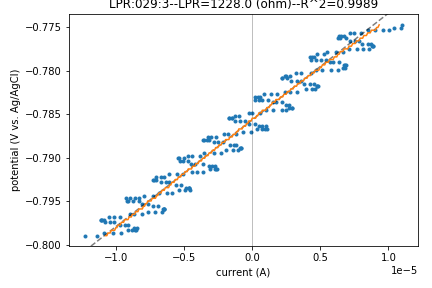 LPR:029:3--LPR=1228.0 (ohm)--R^2=0.9989
potential (V vs. Ag/AgCl)
−0.775
−0.780
−0.785
−0.790
−0.795
−0.800
−1.0 −0.5 0.0 0.5 1.0
1e−5
current (A)